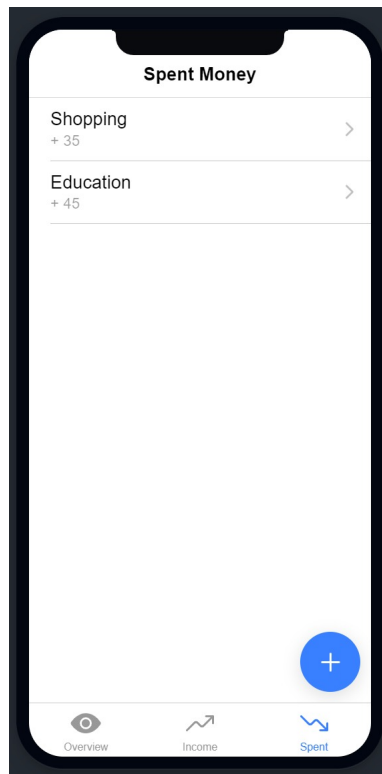 Spent Money
Shopping
+ 35
Education
+ 45
Overview
Income
Spent